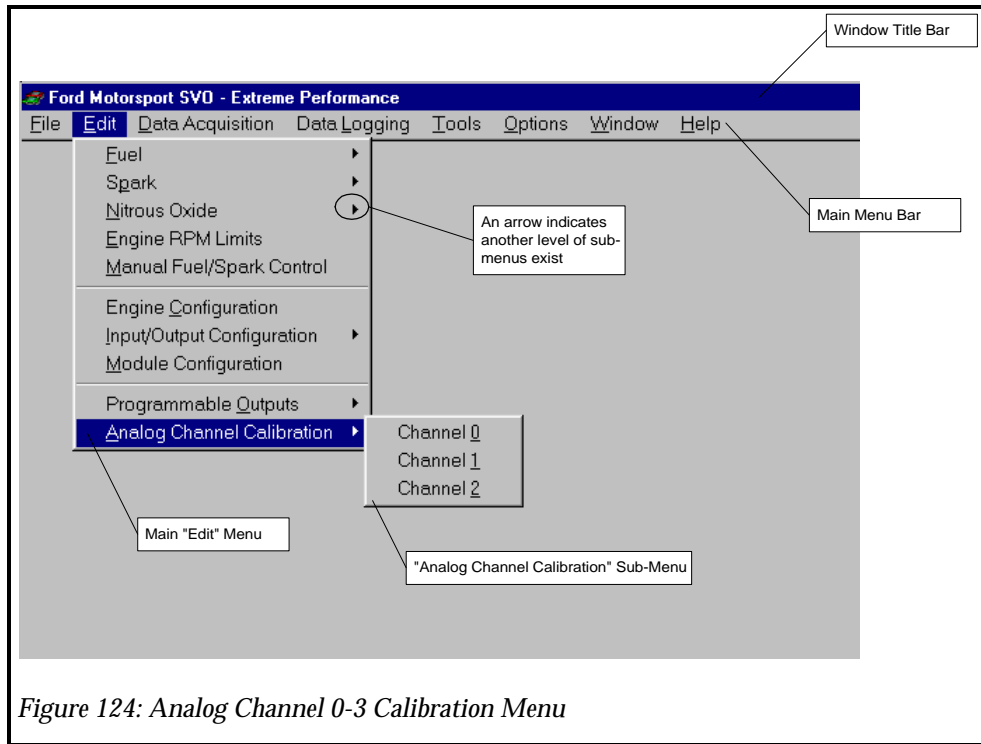 Window Title Bar
Ford Motorsport SVO - Extreme Performance
File Edit Data Acquisition Data Logging Tools Options Window Help
Fuel
Spark
Nitrous Oxide
Engine RPM Limits
Manual Fuel/Spark Control
Engine Configuration
Input/Output Configuration
Module Configuration
Programmable Outputs
Analog Channel Calibration
An arrow indicates
another level of sub-
menus exist
Main Menu Bar
Channel 0
Channel 1
Channel 2
Main "Edit" Menu
"Analog Channel Calibration" Sub-Menu
Figure 124: Analog Channel 0-3 Calibration Menu